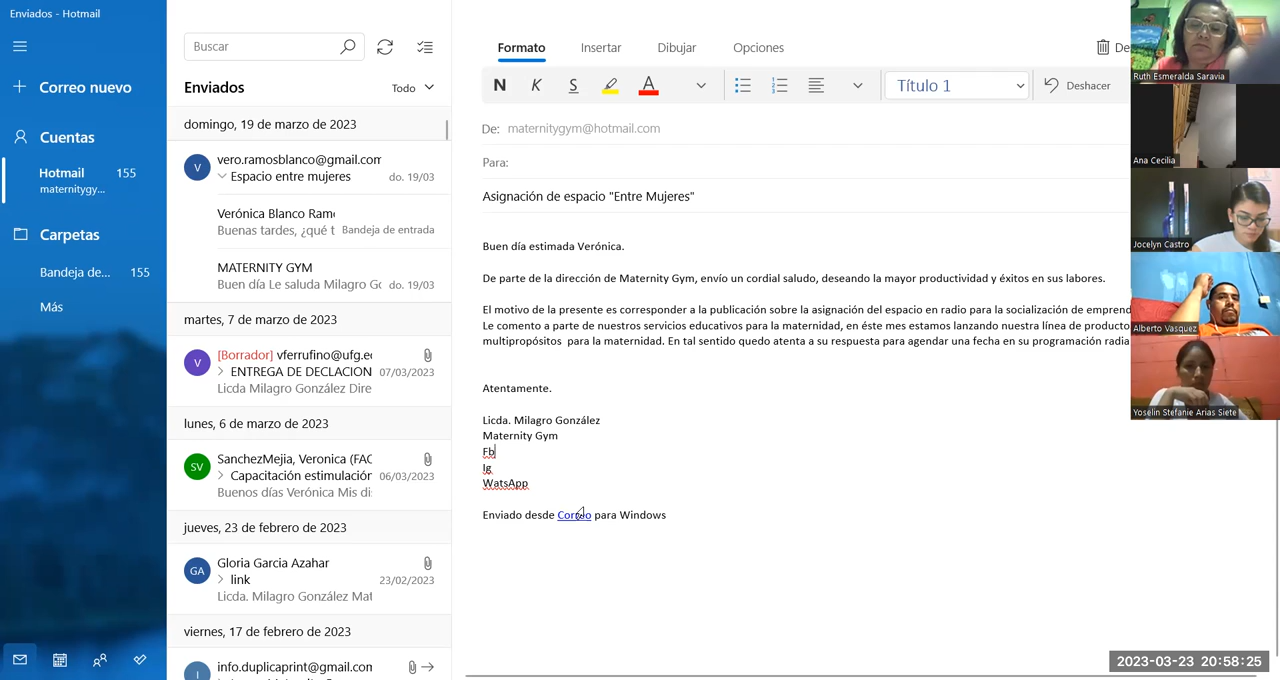 Enviados - Hotmail
Correo nuevo
Cuentas
Hotmail 155
maternitygy...
Carpetas
Bandeja de... 155
Más
Buscar
Enviados
Todo
domingo, 19 de marzo de 2023
V
vero.ramosblanco@gmail.com
Espacio entre mujeres do. 19/03
Verónica Blanco Ram
Buenas tardes, ¿qué t Bandeja de entrada
MATERNITY GYM
Buen día Le saluda Milagro Go do. 19/03
martes, 7 de marzo de 2023
V
[Borrador] vferrufino@ufg.ed
ENTREGA DE DECLACION 07/03/2023
Licda Milagro González Dire
lunes, 6 de marzo de 2023
SV
SanchezMejia, Veronica (FAC
Capacitación estimulación 06/03/2023
Buenos días Verónica Mis di
jueves, 23 de febrero de 2023
GA
Gloria Garcia Azahar
link 23/02/2023
Licda. Milagro González Mat
viernes, 17 de febrero de 2023
I
info.duplicaprint@gmail.com
Formato Insertar Dibujar Opciones De
N K S A Título 1 Deshacer
De: maternitygym@hotmail.com
Para:
Asignación de espacio "Entre Mujeres"
Buen día estimada Verónica.
De parte de la dirección de Maternity Gym, envío un cordial saludo, deseando la mayor productividad y éxitos en sus labores.
El motivo de la presente es corresponder a la publicación sobre la asignación del espacio en radio para la socialización de emprend
Le comento a parte de nuestros servicios educativos para la maternidad, en éste mes estamos lanzando nuestra línea de producto
multipropósitos para la maternidad. En tal sentido quedo atenta a su respuesta para agendar una fecha en su programación radia
Atentamente.
Licda. Milagro González
Maternity Gym
Fb
Ig
WatsApp
Enviado desde Correo para Windows
Ruth Esmeralda Saravia
Ana Cecilia
Jocelyn Castro
Alberto Vasquez
Yoselin Stefanie Arias Siete
2023-03-23 20:58:25